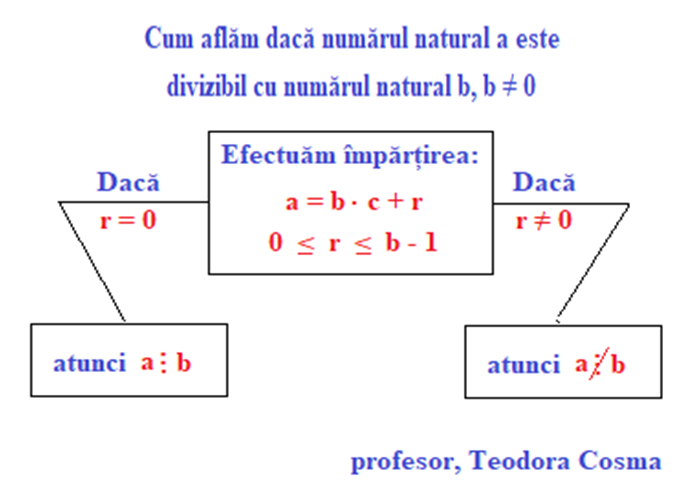 Cum aflăm dacă numărul natural a este
divizibil cu numărul natural b, b ≠ 0
Efectuăm împărțirea:
a = b · c + r
0 ≤ r ≤ b - 1
Dacă
r = 0
Dacă
r ≠ 0
atunci a ⋮ b
atunci a ⋮̸ b
profesor, Teodora Cosma